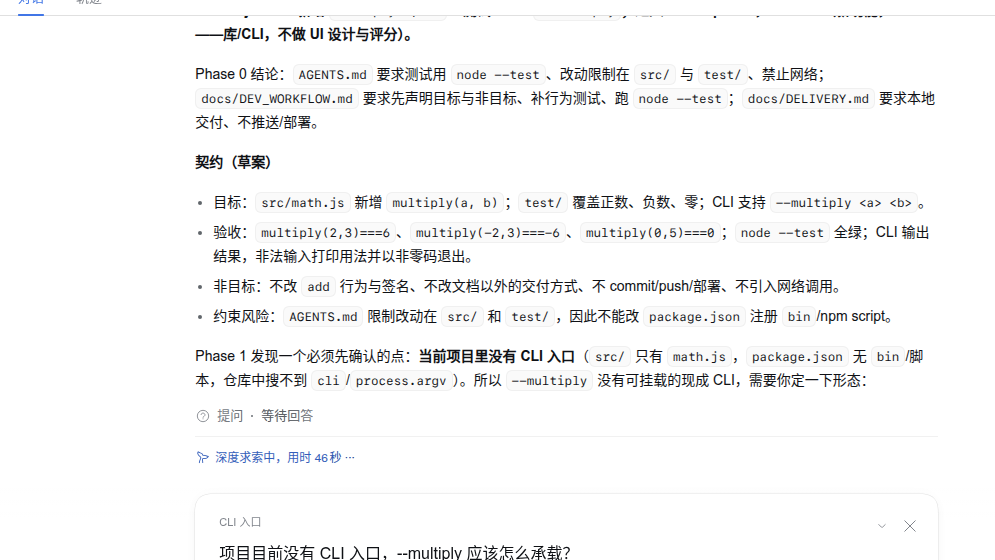 ——库/CLI，不做 UI 设计与评分）。
Phase 0 结论： AGENTS.md 要求测试用 node --test 、改动限制在 src/ 与 test/ 、禁止网络；
docs/DEV_WORKFLOW.md 要求先声明目标与非目标、补行为测试、跑 node --test ； docs/DELIVERY.md 要求本地
交付、不推送/部署。
契约（草案）
• 目标： src/math.js 新增 multiply(a, b) ； test/ 覆盖正数、负数、零；CLI 支持 --multiply <a> <b> 。
• 验收： multiply(2,3)===6 、 multiply(-2,3)===-6 、 multiply(0,5)===0 ； node --test 全绿；CLI 输出
结果，非法输入打印用法并以非零码退出。
• 非目标：不改 add 行为与签名、不改文档以外的交付方式、不 commit/push/部署、不引入网络调用。
• 约束风险： AGENTS.md 限制改动在 src/ 和 test/ ，因此不能改 package.json 注册 bin /npm script。
Phase 1 发现一个必须先确认的点：当前项目里没有 CLI 入口（ src/ 只有 math.js ， package.json 无 bin /脚
本，仓库中搜不到 cli / process.argv ）。所以 --multiply 没有可挂载的现成 CLI，需要你定一下形态：
提问 · 等待回答
深度求索中，用时 46 秒 ···
CLI 入口
项目目前没有 CLI 入口，--multiply 应该怎么承载？